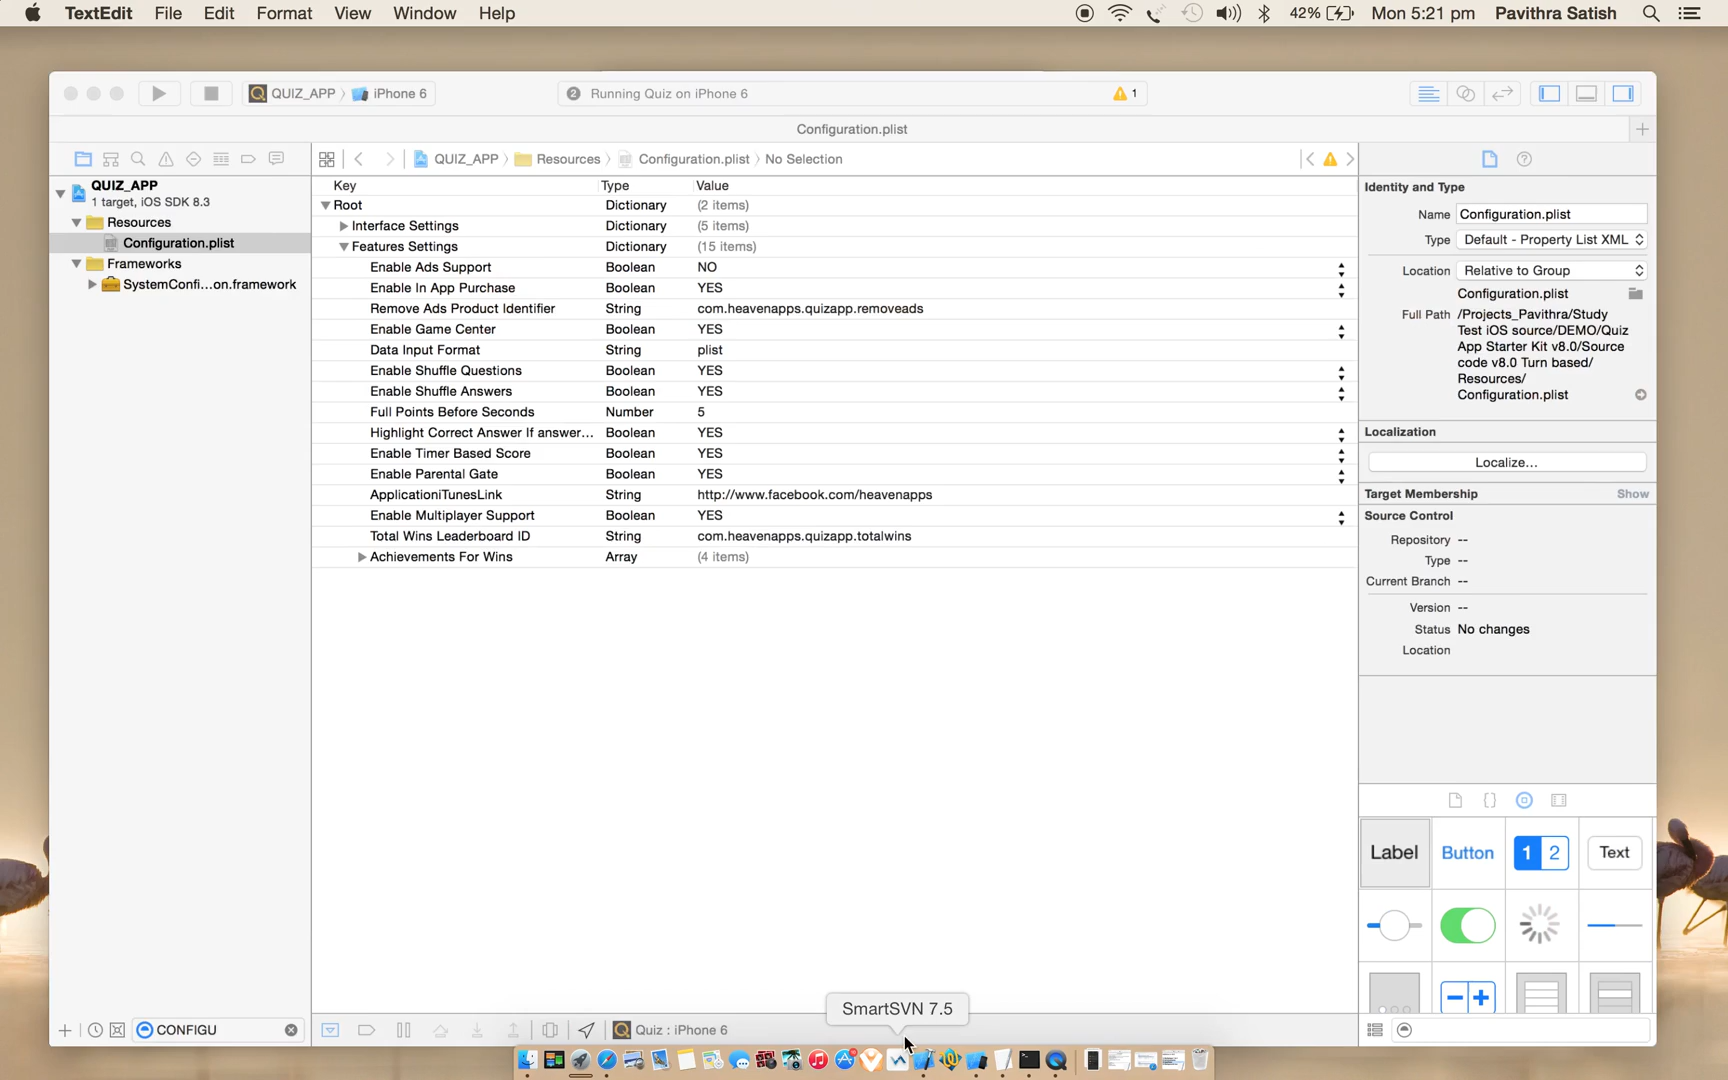 TextEdit File Edit Format View Window Help 42% Mon 5:21 pm Pavithra Satish
QUIZ_APP iPhone 6 2 Running Quiz on iPhone 6 1
Configuration.plist
QUIZ_APP Resources Configuration.plist No Selection
QUIZ_APP
1 target, iOS SDK 8.3
Resources
Configuration.plist
Frameworks
SystemConfi...on.framework
Key Type Value
Root Dictionary (2 items)
Interface Settings Dictionary (5 items)
Features Settings Dictionary (15 items)
Enable Ads Support Boolean NO
Enable In App Purchase Boolean YES
Remove Ads Product Identifier String com.heavenapps.quizapp.removeads
Enable Game Center Boolean YES
Data Input Format String plist
Enable Shuffle Questions Boolean YES
Enable Shuffle Answers Boolean YES
Full Points Before Seconds Number 5
Highlight Correct Answer If answer... Boolean YES
Enable Timer Based Score Boolean YES
Enable Parental Gate Boolean YES
ApplicationiTunesLink String http://www.facebook.com/heavenapps
Enable Multiplayer Support Boolean YES
Total Wins Leaderboard ID String com.heavenapps.quizapp.totalwins
Achievements For Wins Array (4 items)
Identity and Type
Name Configuration.plist
Type Default - Property List XML
Location Relative to Group
Configuration.plist
Full Path /Projects_Pavithra/Study
Test iOS source/DEMO/Quiz
App Starter Kit v8.0/Source
code v8.0 Turn based/
Resources/
Configuration.plist
Localization
Localize...
Target Membership Show
Source Control
Repository --
Type --
Current Branch --
Version --
Status No changes
Location
Label Button 1 2 Text
SmartSVN 7.5
CONFIGU
Quiz : iPhone 6